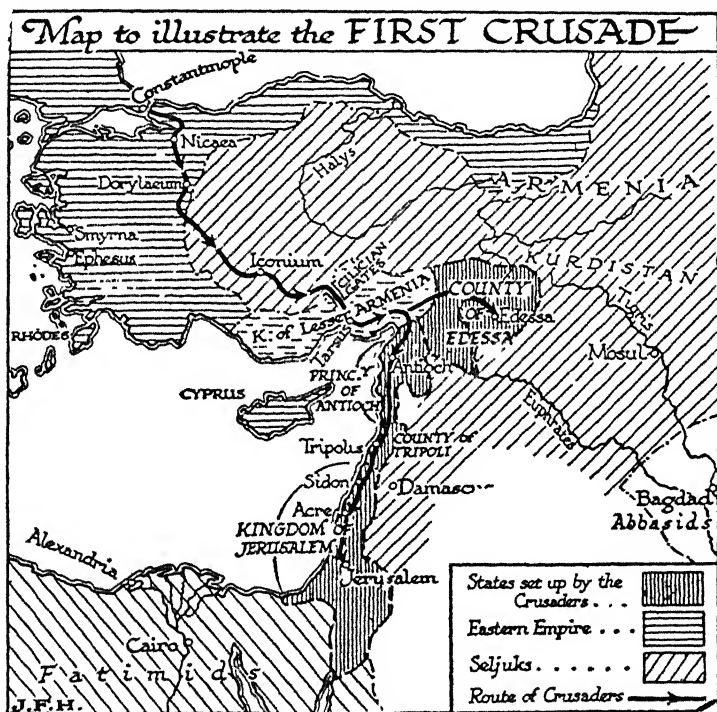 Map to illustrate the FIRST CRUSADE
Constantinople
Nicaea
Dorylaeum
Halys
ARMENIA
Smyrna
Ephesus
Iconium
CILICIAN
GATES
KURDISTAN
Tigris
K. of Lesser ARMENIA
COUNTY
OF
EDESSA
Edessa
RHODES
Tarsus
Mosul
CYPRUS
PRINC.Y
OF
ANTIOCH
Antioch
Euphrates
Tripolis
COUNTY of
TRIPOLI
Sidon
Damascus
Acre
Bagdad
Abbasids
KINGDOM OF
JERUSALEM
Alexandria
Jerusalem
Cairo
Fatimids
J.F.H.
States set up by the
Crusaders . . .
Eastern Empire . . .
Seljuks . . . . . .
Route of Crusaders